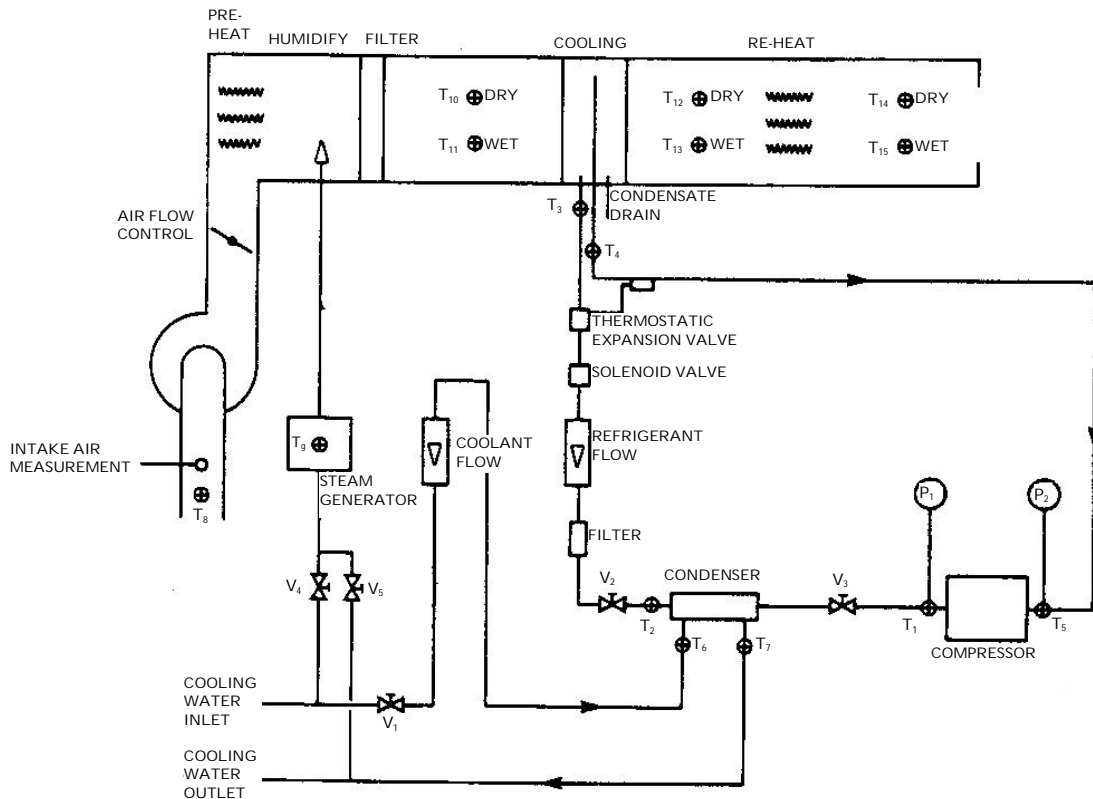 PRE-
HEAT
HUMIDIFY
FILTER
COOLING
RE-HEAT
T10 DRY
T12 DRY
T14 DRY
T11 WET
T13 WET
T15 WET
T3
CONDENSATE
DRAIN
AIR FLOW
CONTROL
T4
THERMOSTATIC
EXPANSION VALVE
SOLENOID VALVE
INTAKE AIR
MEASUREMENT
T8
T9
STEAM
GENERATOR
COOLANT
FLOW
REFRIGERANT
FLOW
P1
P2
FILTER
V4
V5
V2
CONDENSER
V3
T2
T6
T7
T1
T5
COMPRESSOR
COOLING
WATER
INLET
V1
COOLING
WATER
OUTLET